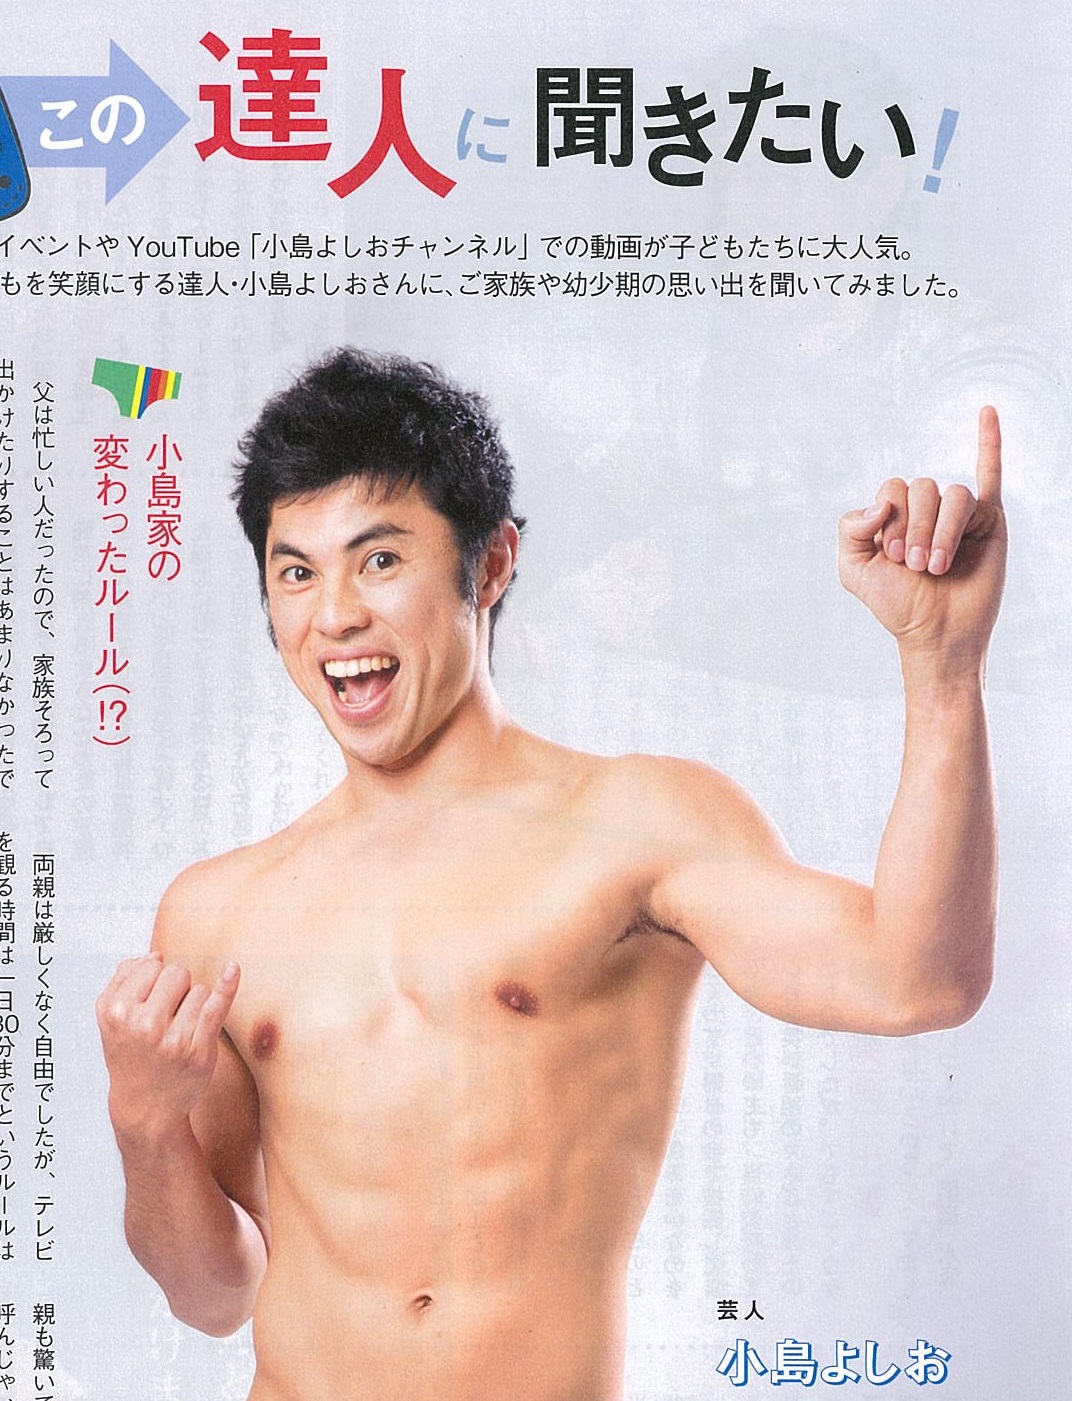 この達人に聞きたい!
イベントや YouTube「小島よしおチャンネル」での動画が子どもたちに大人気。
もを笑顔にする達人・小島よしおさんに、ご家族や幼少期の思い出を聞いてみました。
小島家の
変わったルール(!?)
父は忙しい人だったので、家族そろって
出かけたりすることはあまりなかったで
両親は厳しくなく自由でしたが、テレビ
を観る時間は一日30分までというルールは
親も驚いて
呼んじゃ
芸人
小島よしお